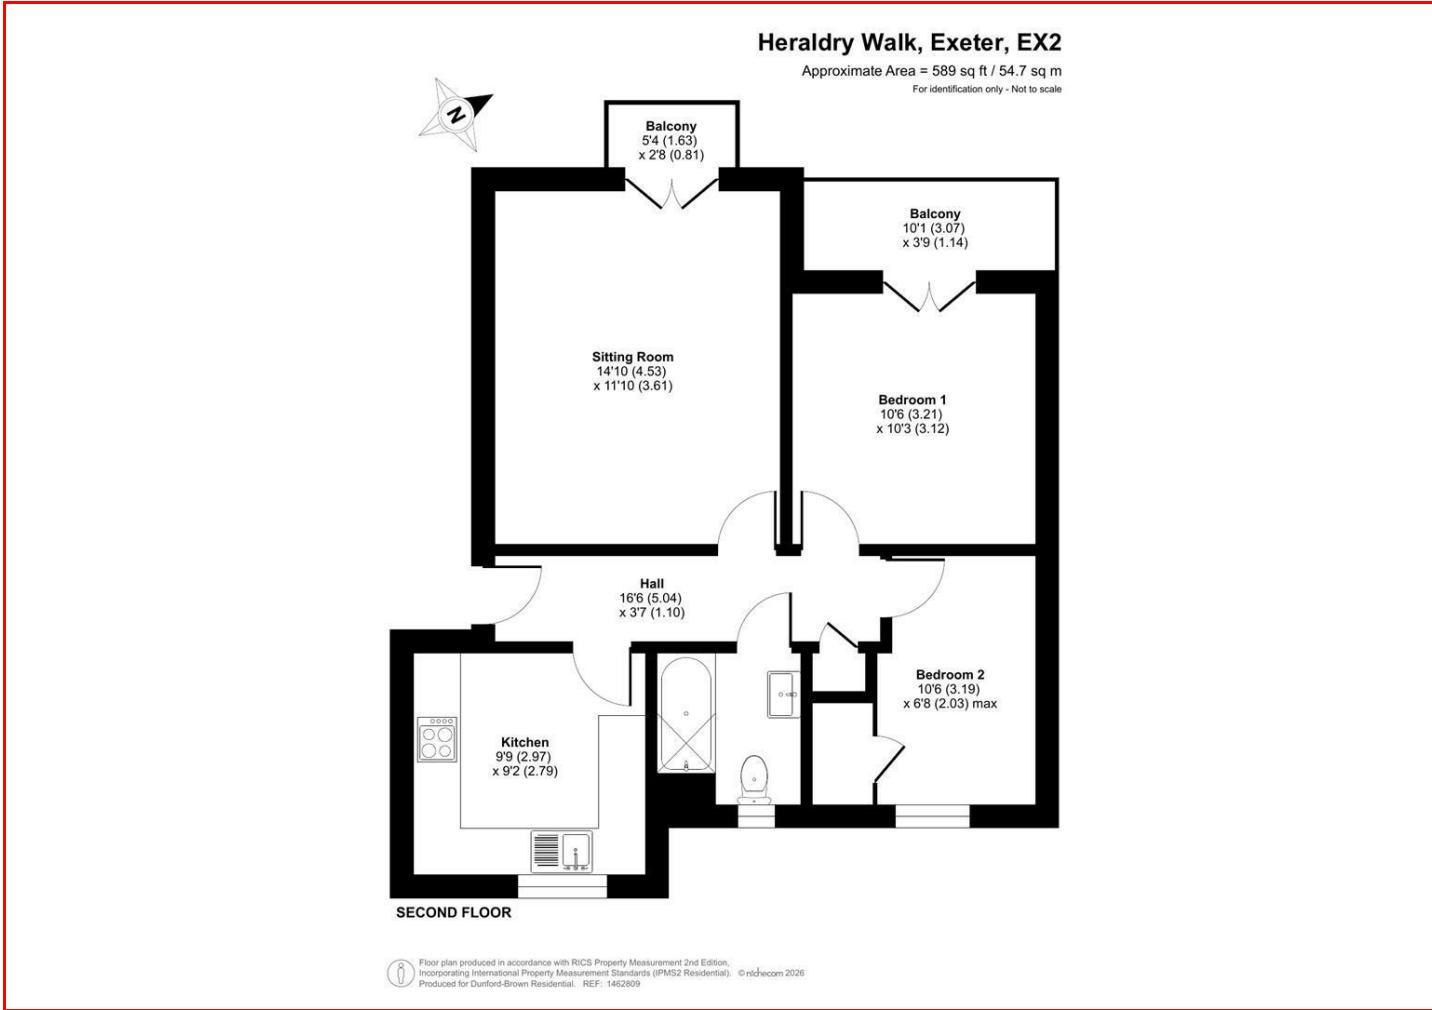 Heraldry Walk, Exeter, EX2
Approximate Area = 589 sq ft / 54.7 sq m
For identification only - Not to scale
N
Balcony
5'4 (1.63)
x 2'8 (0.81)
Balcony
10'1 (3.07)
x 3'9 (1.14)
Sitting Room
14'10 (4.53)
x 11'10 (3.61)
Bedroom 1
10'6 (3.21)
x 10'3 (3.12)
Hall
16'6 (5.04)
x 3'7 (1.10)
Bedroom 2
10'6 (3.19)
x 6'8 (2.03) max
Kitchen
9'9 (2.97)
x 9'2 (2.79)
SECOND FLOOR
Floor plan produced in accordance with RICS Property Measurement 2nd Edition,
Incorporating International Property Measurement Standards (IPMS2 Residential). © nichecom 2026
Produced for Dunford-Brown Residential. REF: 1462809